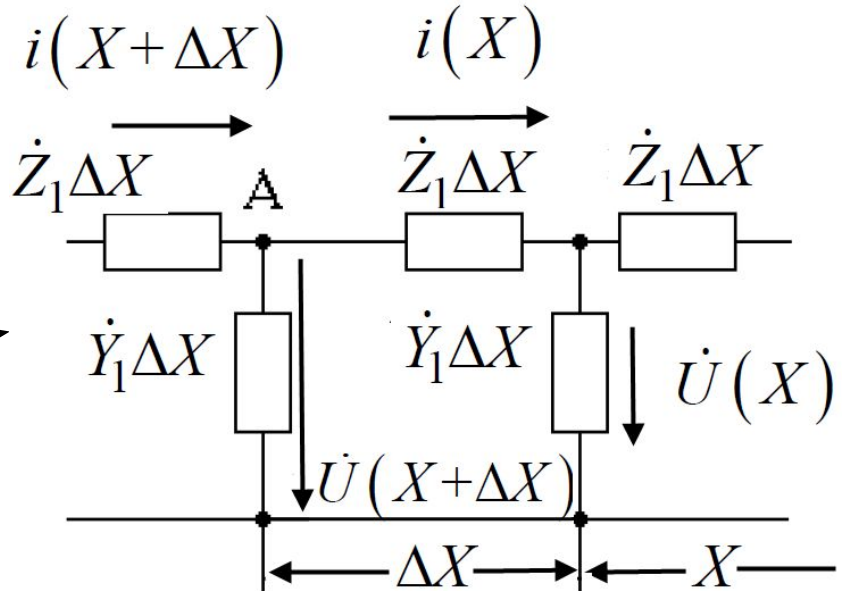 i(X+ΔX) i(X)
Ż₁ΔX A Ż₁ΔX Ż₁ΔX
Ẏ₁ΔX Ẏ₁ΔX U̇(X)
U̇(X+ΔX)
ΔX X